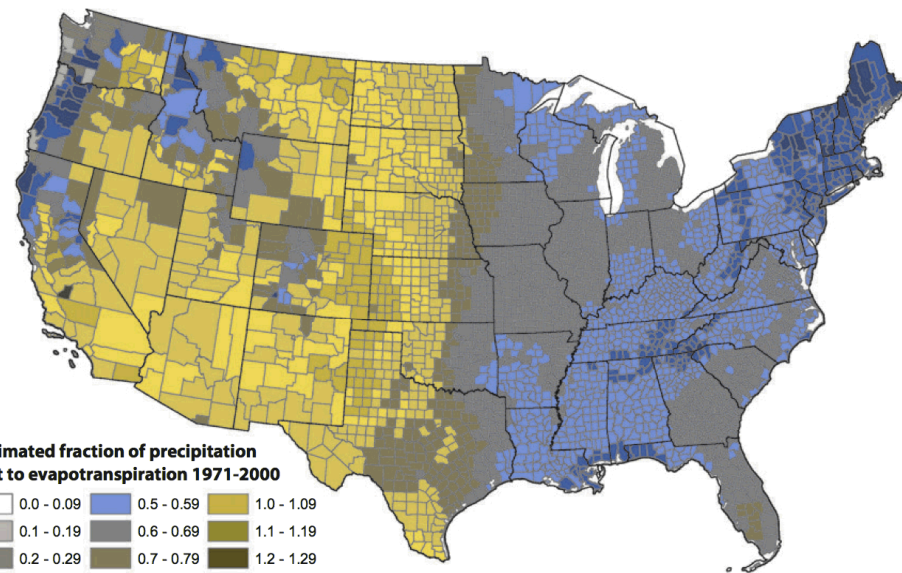 imated fraction of precipitation
t to evapotranspiration 1971-2000
0.0 - 0.09 0.5 - 0.59 1.0 - 1.09
0.1 - 0.19 0.6 - 0.69 1.1 - 1.19
0.2 - 0.29 0.7 - 0.79 1.2 - 1.29